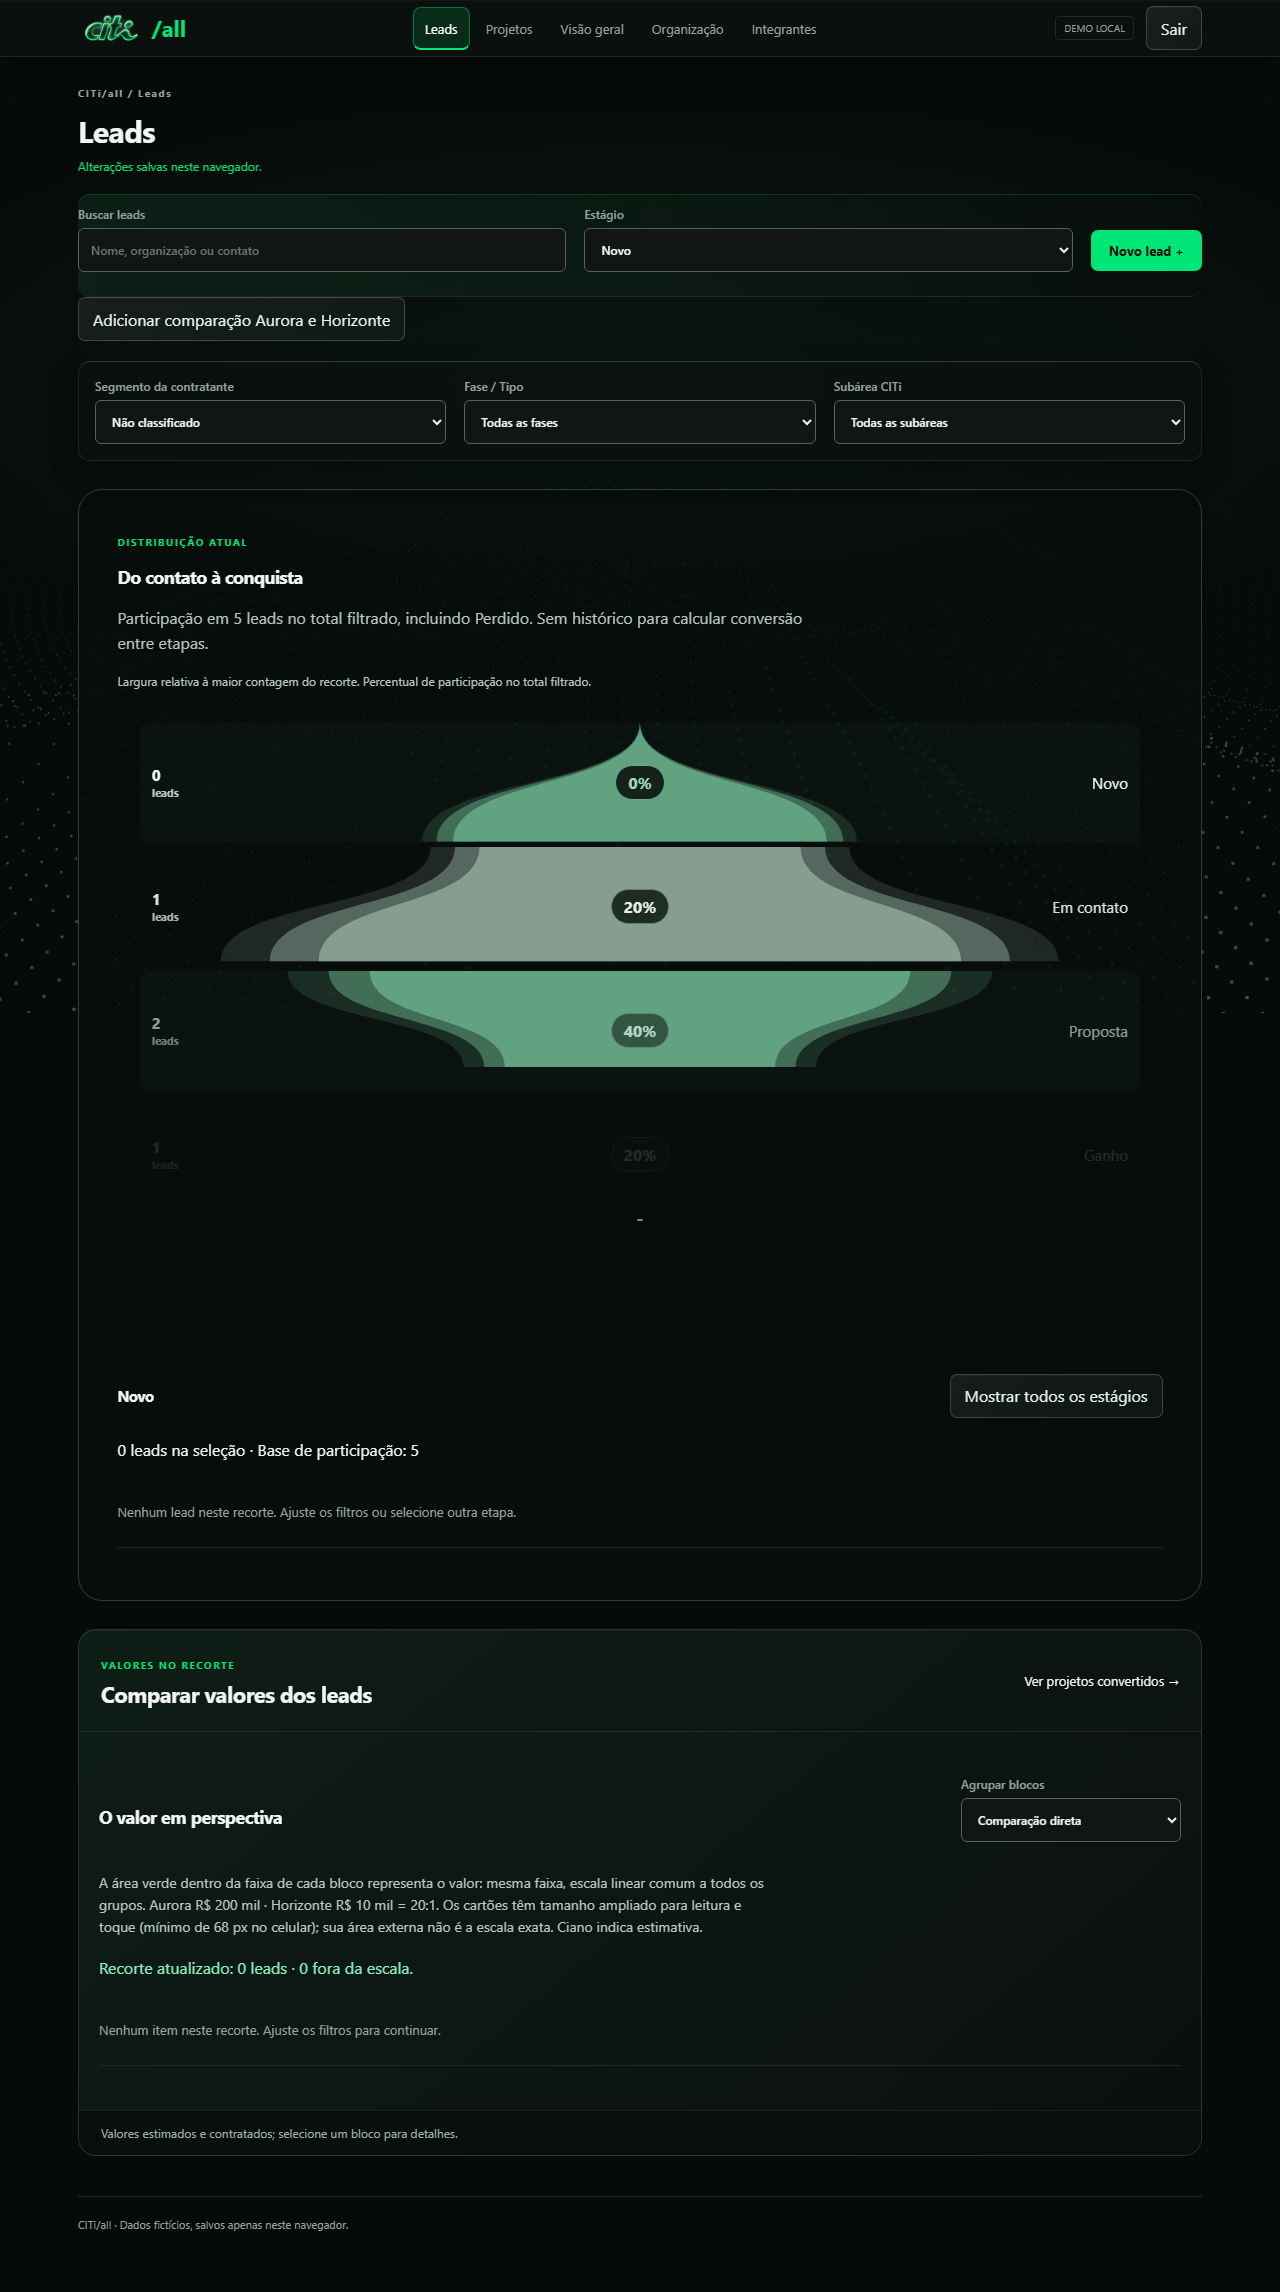 citi /all
Leads
Projetos
Visão geral
Organização
Integrantes
DEMO LOCAL
Sair
CITi/all / Leads
Leads
Alterações salvas neste navegador.
Buscar leads
Estágio
Nome, organização ou contato
Novo
Novo lead +
Adicionar comparação Aurora e Horizonte
Segmento da contratante
Fase / Tipo
Subárea CITi
Não classificado
Todas as fases
Todas as subáreas
DISTRIBUIÇÃO ATUAL
Do contato à conquista
Participação em 5 leads no total filtrado, incluindo Perdido. Sem histórico para calcular conversão
entre etapas.
Largura relativa à maior contagem do recorte. Percentual de participação no total filtrado.
0
leads
0%
Novo
1
leads
20%
Em contato
2
leads
40%
Proposta
1
leads
20%
Ganho
-
Novo
Mostrar todos os estágios
0 leads na seleção · Base de participação: 5
Nenhum lead neste recorte. Ajuste os filtros ou selecione outra etapa.
VALORES NO RECORTE
Comparar valores dos leads
Ver projetos convertidos →
Agrupar blocos
O valor em perspectiva
Comparação direta
A área verde dentro da faixa de cada bloco representa o valor: mesma faixa, escala linear comum a todos os
grupos. Aurora R$ 200 mil · Horizonte R$ 10 mil = 20:1. Os cartões têm tamanho ampliado para leitura e
toque (mínimo de 68 px no celular); sua área externa não é a escala exata. Ciano indica estimativa.
Recorte atualizado: 0 leads · 0 fora da escala.
Nenhum item neste recorte. Ajuste os filtros para continuar.
Valores estimados e contratados; selecione um bloco para detalhes.
CITi/all · Dados fictícios, salvos apenas neste navegador.